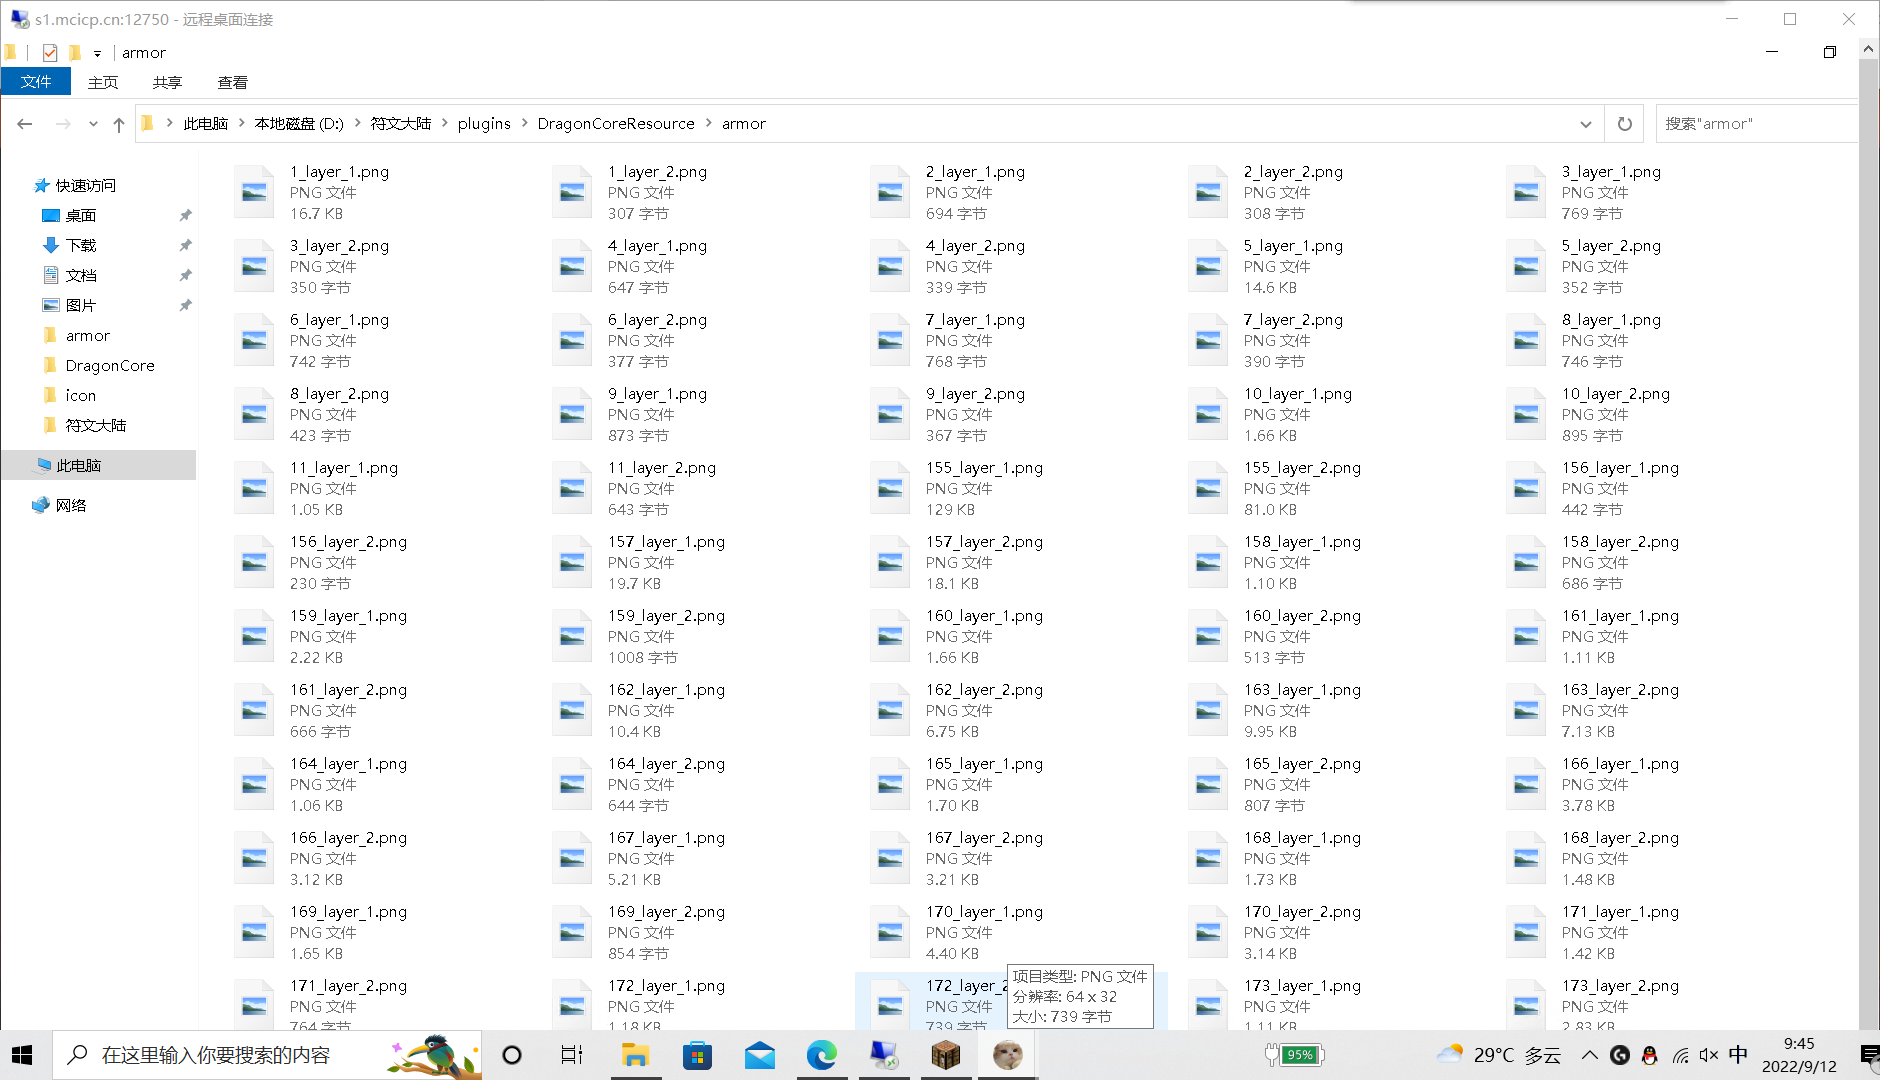 s1.mcicp.cn:12750 - 远程桌面连接
armor
文件 主页 共享 查看
此电脑 本地磁盘 (D:) 符文大陆 plugins DragonCoreResource armor
搜索"armor"
快速访问
桌面
下载
文档
图片
armor
DragonCore
icon
符文大陆
此电脑
网络
1_layer_1.png 1_layer_2.png 2_layer_1.png 2_layer_2.png 3_layer_1.png
PNG 文件 PNG 文件 PNG 文件 PNG 文件 PNG 文件
16.7 KB 307 字节 694 字节 308 字节 769 字节
3_layer_2.png 4_layer_1.png 4_layer_2.png 5_layer_1.png 5_layer_2.png
PNG 文件 PNG 文件 PNG 文件 PNG 文件 PNG 文件
350 字节 647 字节 339 字节 14.6 KB 352 字节
6_layer_1.png 6_layer_2.png 7_layer_1.png 7_layer_2.png 8_layer_1.png
PNG 文件 PNG 文件 PNG 文件 PNG 文件 PNG 文件
742 字节 377 字节 768 字节 390 字节 746 字节
8_layer_2.png 9_layer_1.png 9_layer_2.png 10_layer_1.png 10_layer_2.png
PNG 文件 PNG 文件 PNG 文件 PNG 文件 PNG 文件
423 字节 873 字节 367 字节 1.66 KB 895 字节
11_layer_1.png 11_layer_2.png 155_layer_1.png 155_layer_2.png 156_layer_1.png
PNG 文件 PNG 文件 PNG 文件 PNG 文件 PNG 文件
1.05 KB 643 字节 129 KB 81.0 KB 442 字节
156_layer_2.png 157_layer_1.png 157_layer_2.png 158_layer_1.png 158_layer_2.png
PNG 文件 PNG 文件 PNG 文件 PNG 文件 PNG 文件
230 字节 19.7 KB 18.1 KB 1.10 KB 686 字节
159_layer_1.png 159_layer_2.png 160_layer_1.png 160_layer_2.png 161_layer_1.png
PNG 文件 PNG 文件 PNG 文件 PNG 文件 PNG 文件
2.22 KB 1008 字节 1.66 KB 513 字节 1.11 KB
161_layer_2.png 162_layer_1.png 162_layer_2.png 163_layer_1.png 163_layer_2.png
PNG 文件 PNG 文件 PNG 文件 PNG 文件 PNG 文件
666 字节 10.4 KB 6.75 KB 9.95 KB 7.13 KB
164_layer_1.png 164_layer_2.png 165_layer_1.png 165_layer_2.png 166_layer_1.png
PNG 文件 PNG 文件 PNG 文件 PNG 文件 PNG 文件
1.06 KB 644 字节 1.70 KB 807 字节 3.78 KB
166_layer_2.png 167_layer_1.png 167_layer_2.png 168_layer_1.png 168_layer_2.png
PNG 文件 PNG 文件 PNG 文件 PNG 文件 PNG 文件
3.12 KB 5.21 KB 3.21 KB 1.73 KB 1.48 KB
169_layer_1.png 169_layer_2.png 170_layer_1.png 170_layer_2.png 171_layer_1.png
PNG 文件 PNG 文件 PNG 文件 PNG 文件 PNG 文件
1.65 KB 854 字节 4.40 KB 3.14 KB 1.42 KB
171_layer_2.png 172_layer_1.png 172_layer_2 173_layer_1.png 173_layer_2.png
PNG 文件 PNG 文件 PNG 文件 PNG 文件 PNG 文件
764 字节 1.18 KB 739 字节 1.11 KB 2.83 KB
项目类型: PNG 文件
分辨率: 64 x 32
大小: 739 字节
在这里输入你要搜索的内容
95%
29°C 多云
中
9:45
2022/9/12